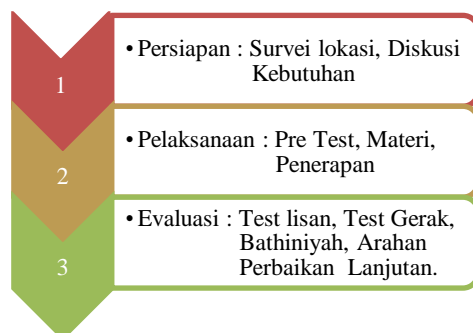 1
• Persiapan : Survei lokasi, Diskusi
Kebutuhan
2
• Pelaksanaan : Pre Test, Materi,
Penerapan
3
• Evaluasi : Test lisan, Test Gerak,
Bathiniyah, Arahan
Perbaikan Lanjutan.